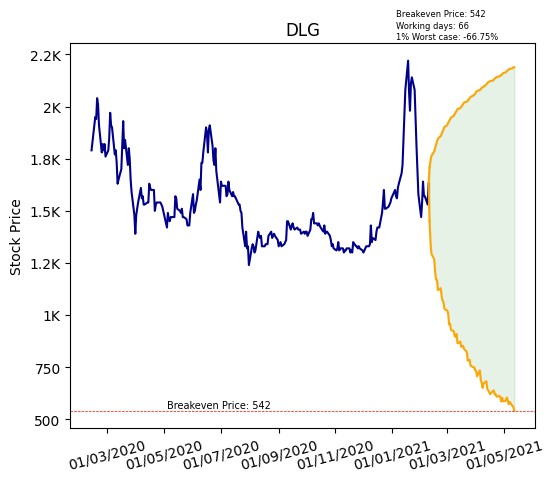 Breakeven Price: 542
Working days: 66
1% Worst case: -66.75%
DLG
2.2K
2K
1.8K
1.5K
1.2K
1K
750
500
Stock Price
Breakeven Price: 542
01/03/2020 01/05/2020 01/07/2020 01/09/2020 01/11/2020 01/01/2021 01/03/2021 01/05/2021